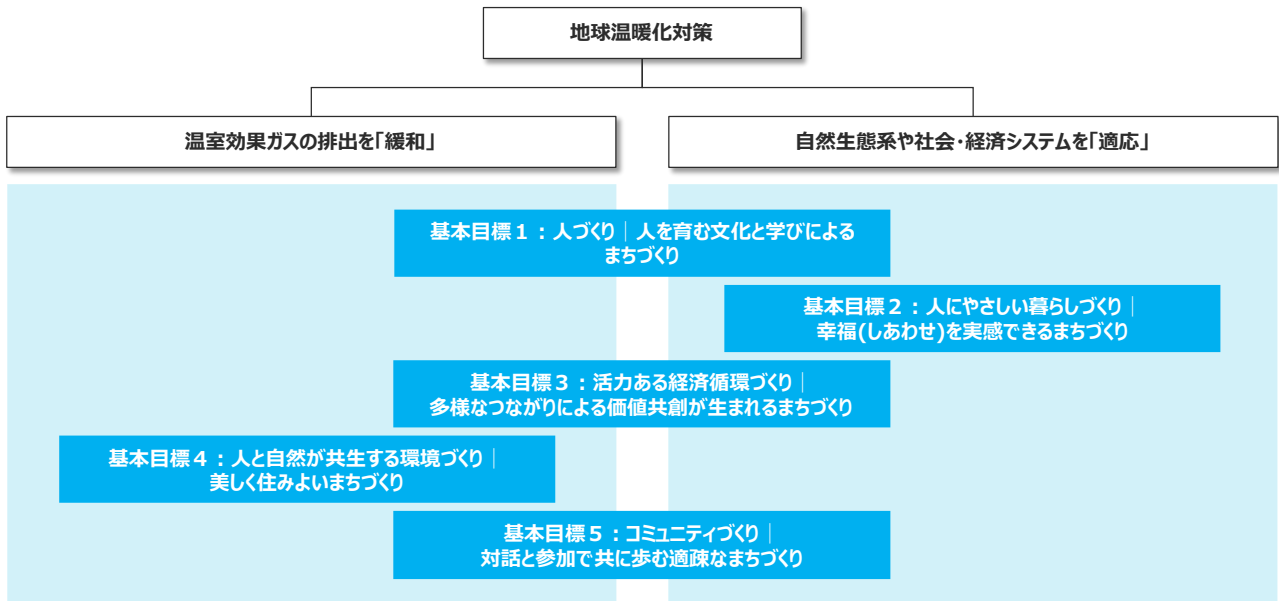 地球温暖化対策
温室効果ガスの排出を「緩和」
自然生態系や社会・経済システムを「適応」
基本目標１：人づくり｜人を育む文化と学びによる
まちづくり
基本目標２：人にやさしい暮らしづくり｜
幸福(しあわせ)を実感できるまちづくり
基本目標３：活力ある経済循環づくり｜
多様なつながりによる価値共創が生まれるまちづくり
基本目標４：人と自然が共生する環境づくり｜
美しく住みよいまちづくり
基本目標５：コミュニティづくり｜
対話と参加で共に歩む適疎なまちづくり